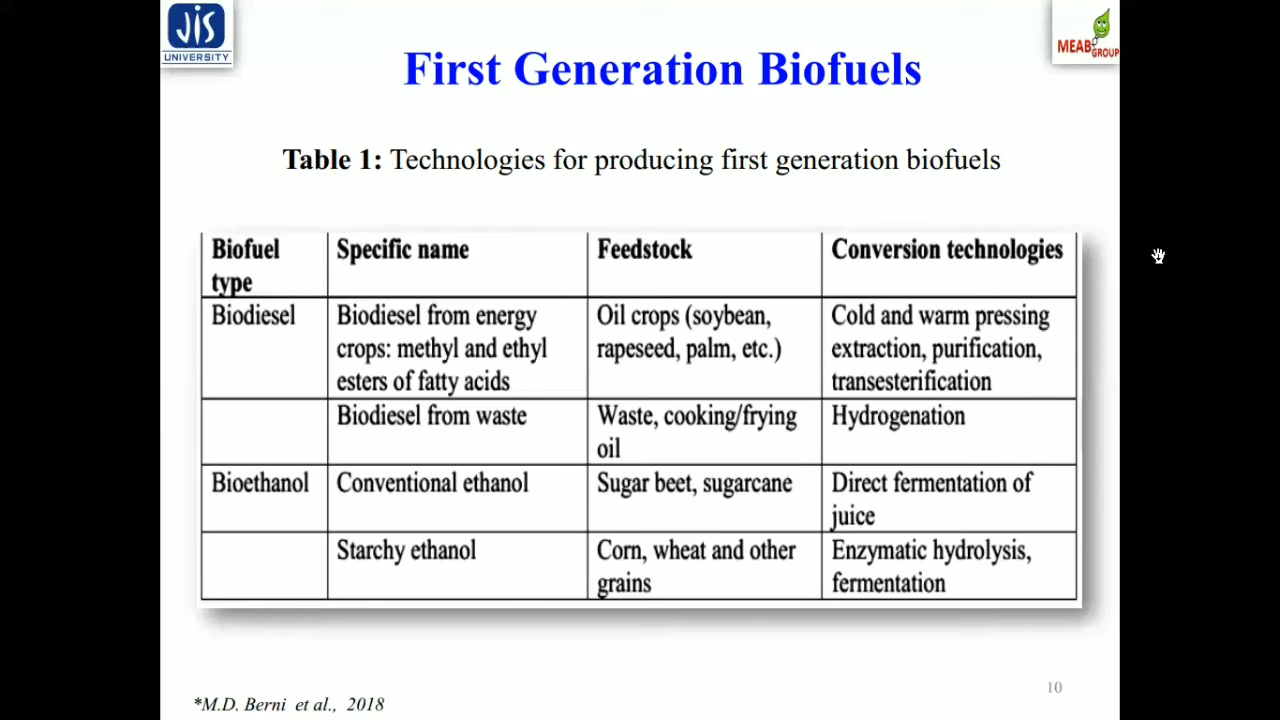 JIS
UNIVERSITY
MEAB GROUP
First Generation Biofuels
Table 1: Technologies for producing first generation biofuels
Biofuel type
Specific name
Feedstock
Conversion technologies
Biodiesel
Biodiesel from energy
crops: methyl and ethyl
esters of fatty acids
Oil crops (soybean,
rapeseed, palm, etc.)
Cold and warm pressing
extraction, purification,
transesterification
Biodiesel from waste
Waste, cooking/frying
oil
Hydrogenation
Bioethanol
Conventional ethanol
Sugar beet, sugarcane
Direct fermentation of
juice
Starchy ethanol
Corn, wheat and other
grains
Enzymatic hydrolysis,
fermentation
*M.D. Berni et al., 2018
10